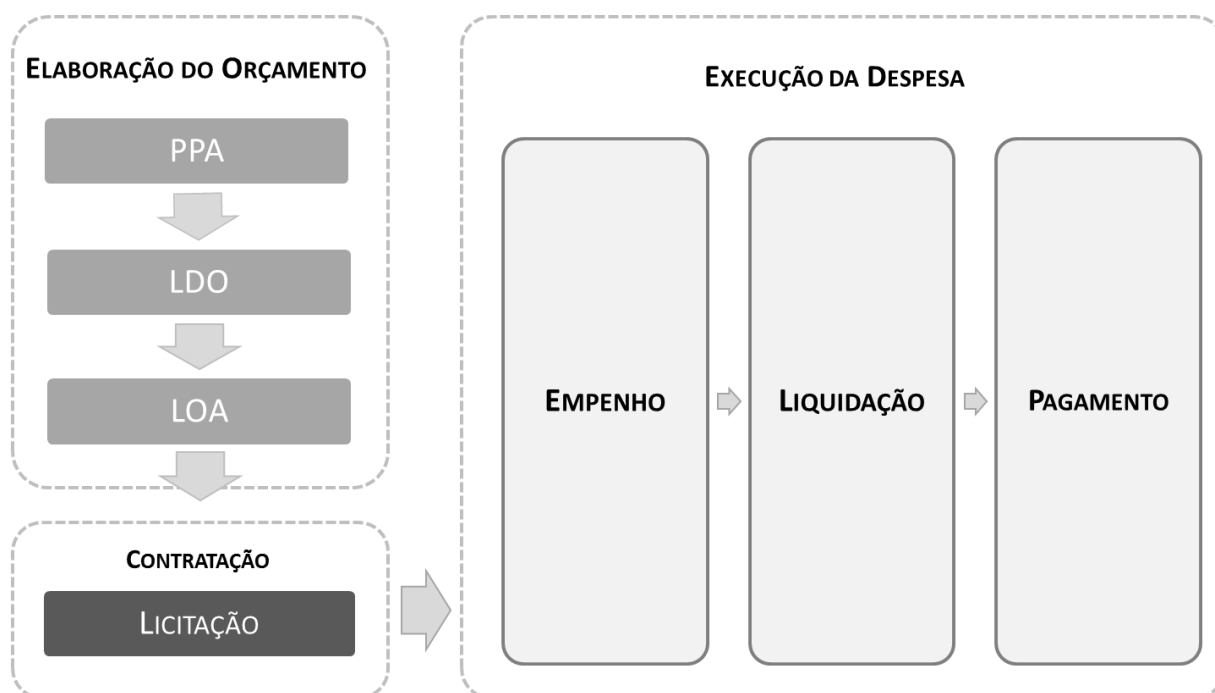 ELABORAÇÃO DO ORÇAMENTO
PPA
LDO
LOA
CONTRATAÇÃO
LICITAÇÃO
EXECUÇÃO DA DESPESA
EMPENHO
LIQUIDAÇÃO
PAGAMENTO